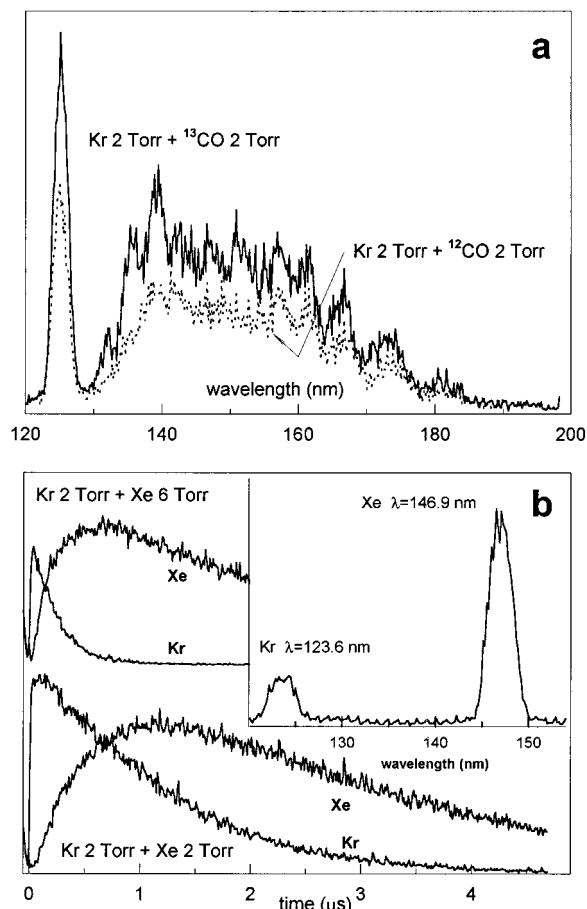 a
Kr 2 Torr + ¹³CO 2 Torr
Kr 2 Torr + ¹²CO 2 Torr
wavelength (nm)
120 140 160 180 200
Kr 2 Torr + Xe 6 Torr
b
Xe λ=146.9 nm
Xe
Kr λ=123.6 nm
Kr
130 140 150
wavelength (nm)
Xe
Kr
Kr 2 Torr + Xe 2 Torr
0 1 2 3 4
time (μs)